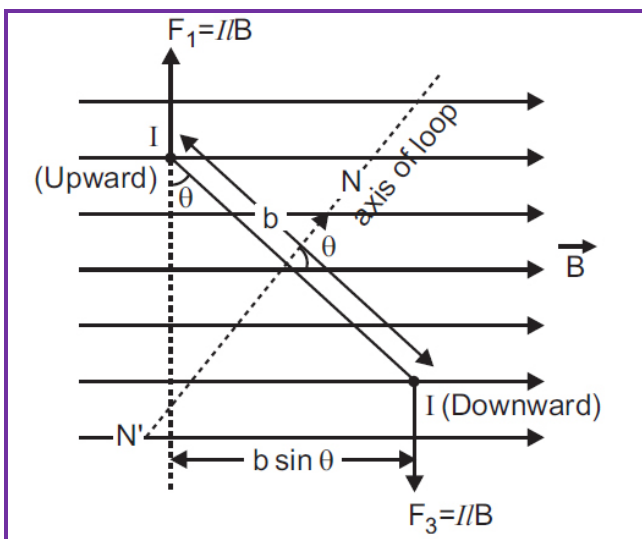 F₁=IlB
I
(Upward)
θ
N
axis of loop
b
θ
B
I (Downward)
N'
b sin θ
F₃=IlB